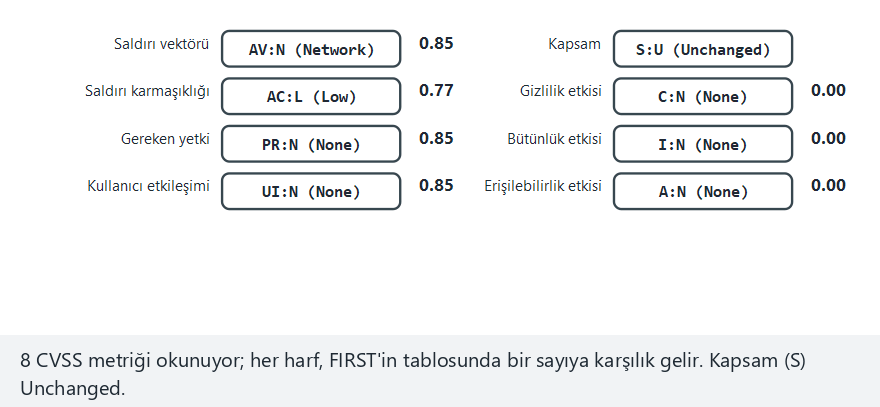 Saldırı vektörü AV:N (Network) 0.85 Kapsam S:U (Unchanged)
Saldırı karmaşıklığı AC:L (Low) 0.77 Gizlilik etkisi C:N (None) 0.00
Gereken yetki PR:N (None) 0.85 Bütünlük etkisi I:N (None) 0.00
Kullanıcı etkileşimi UI:N (None) 0.85 Erişilebilirlik etkisi A:N (None) 0.00
8 CVSS metriği okunuyor; her harf, FIRST'in tablosunda bir sayıya karşılık gelir. Kapsam (S)
Unchanged.